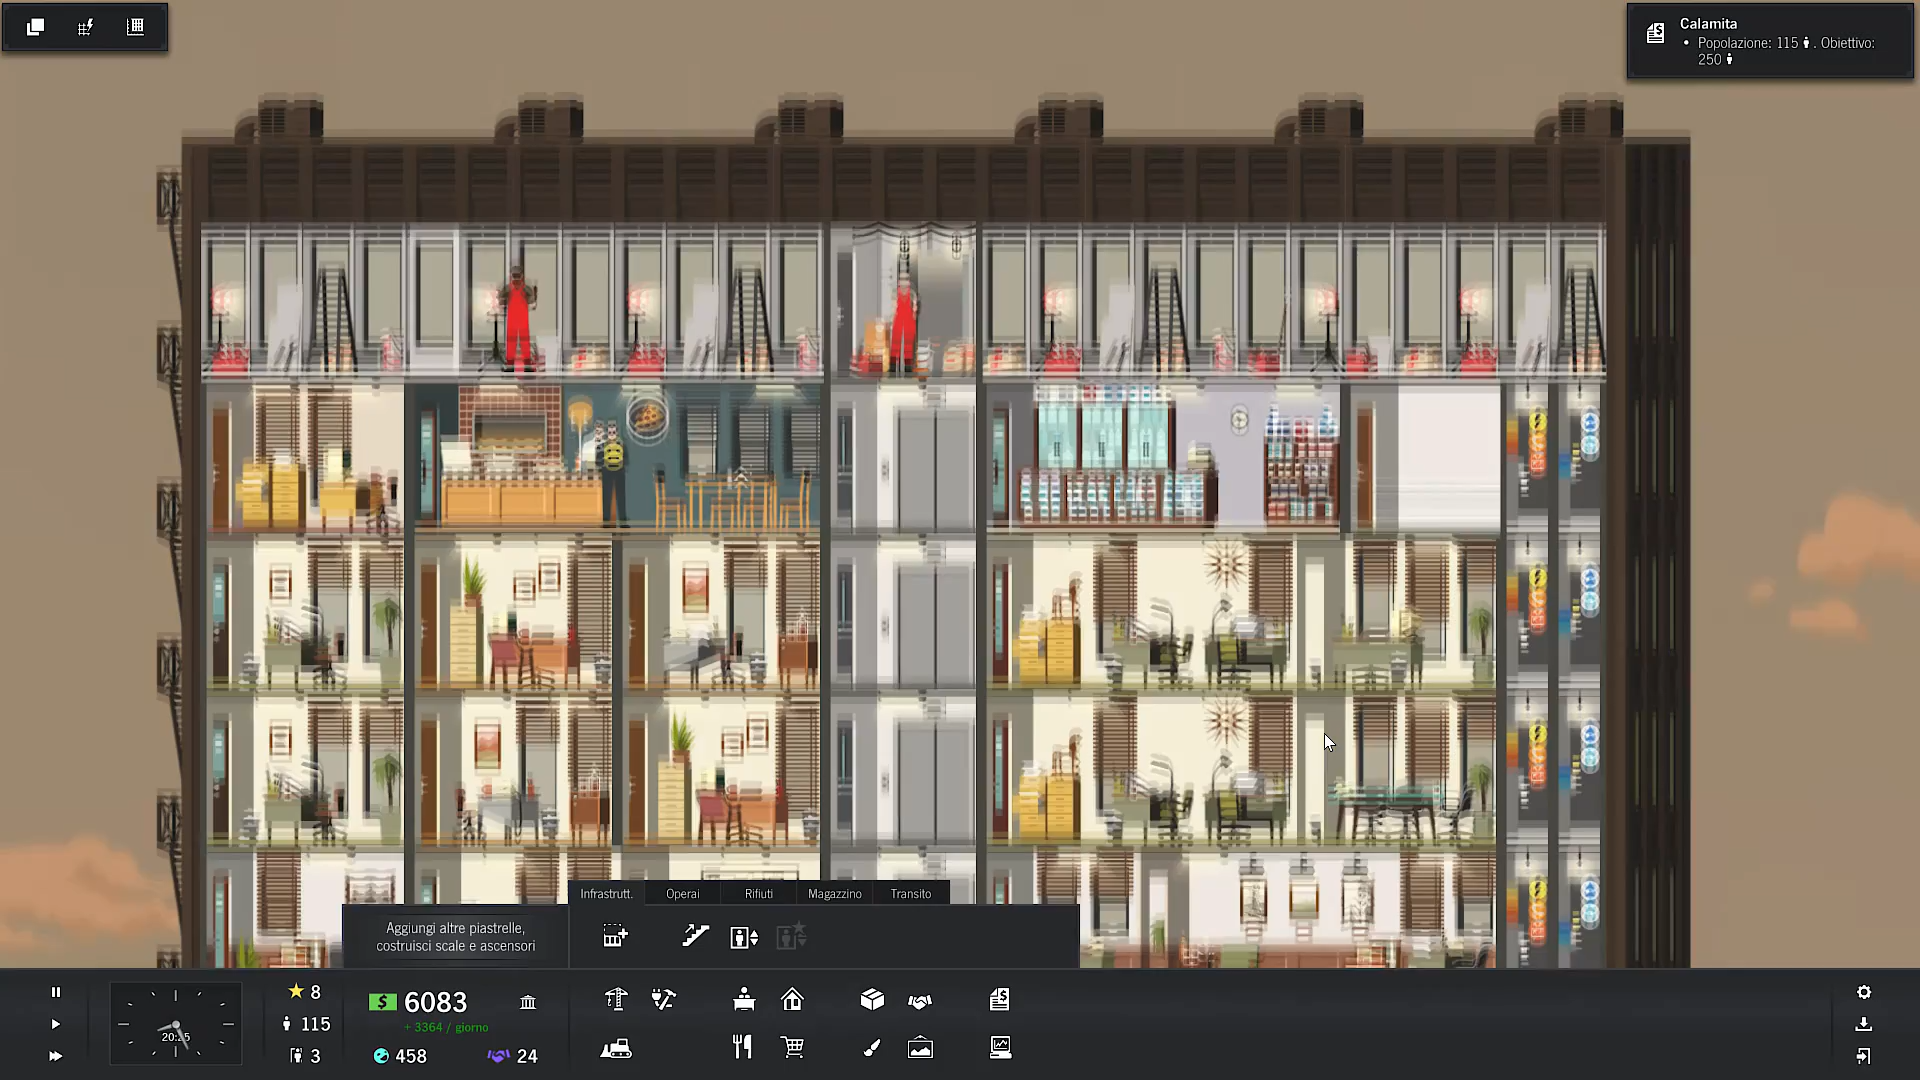 Calamita
• Popolazione: 115 . Obiettivo:
250
Infrastrutt. Operai Rifiuti Magazzino Transito
Aggiungi altre piastrelle,
costruisci scale e ascensori
8
115
3
20:25
$ 6083
+ 3364 / giorno
458
24